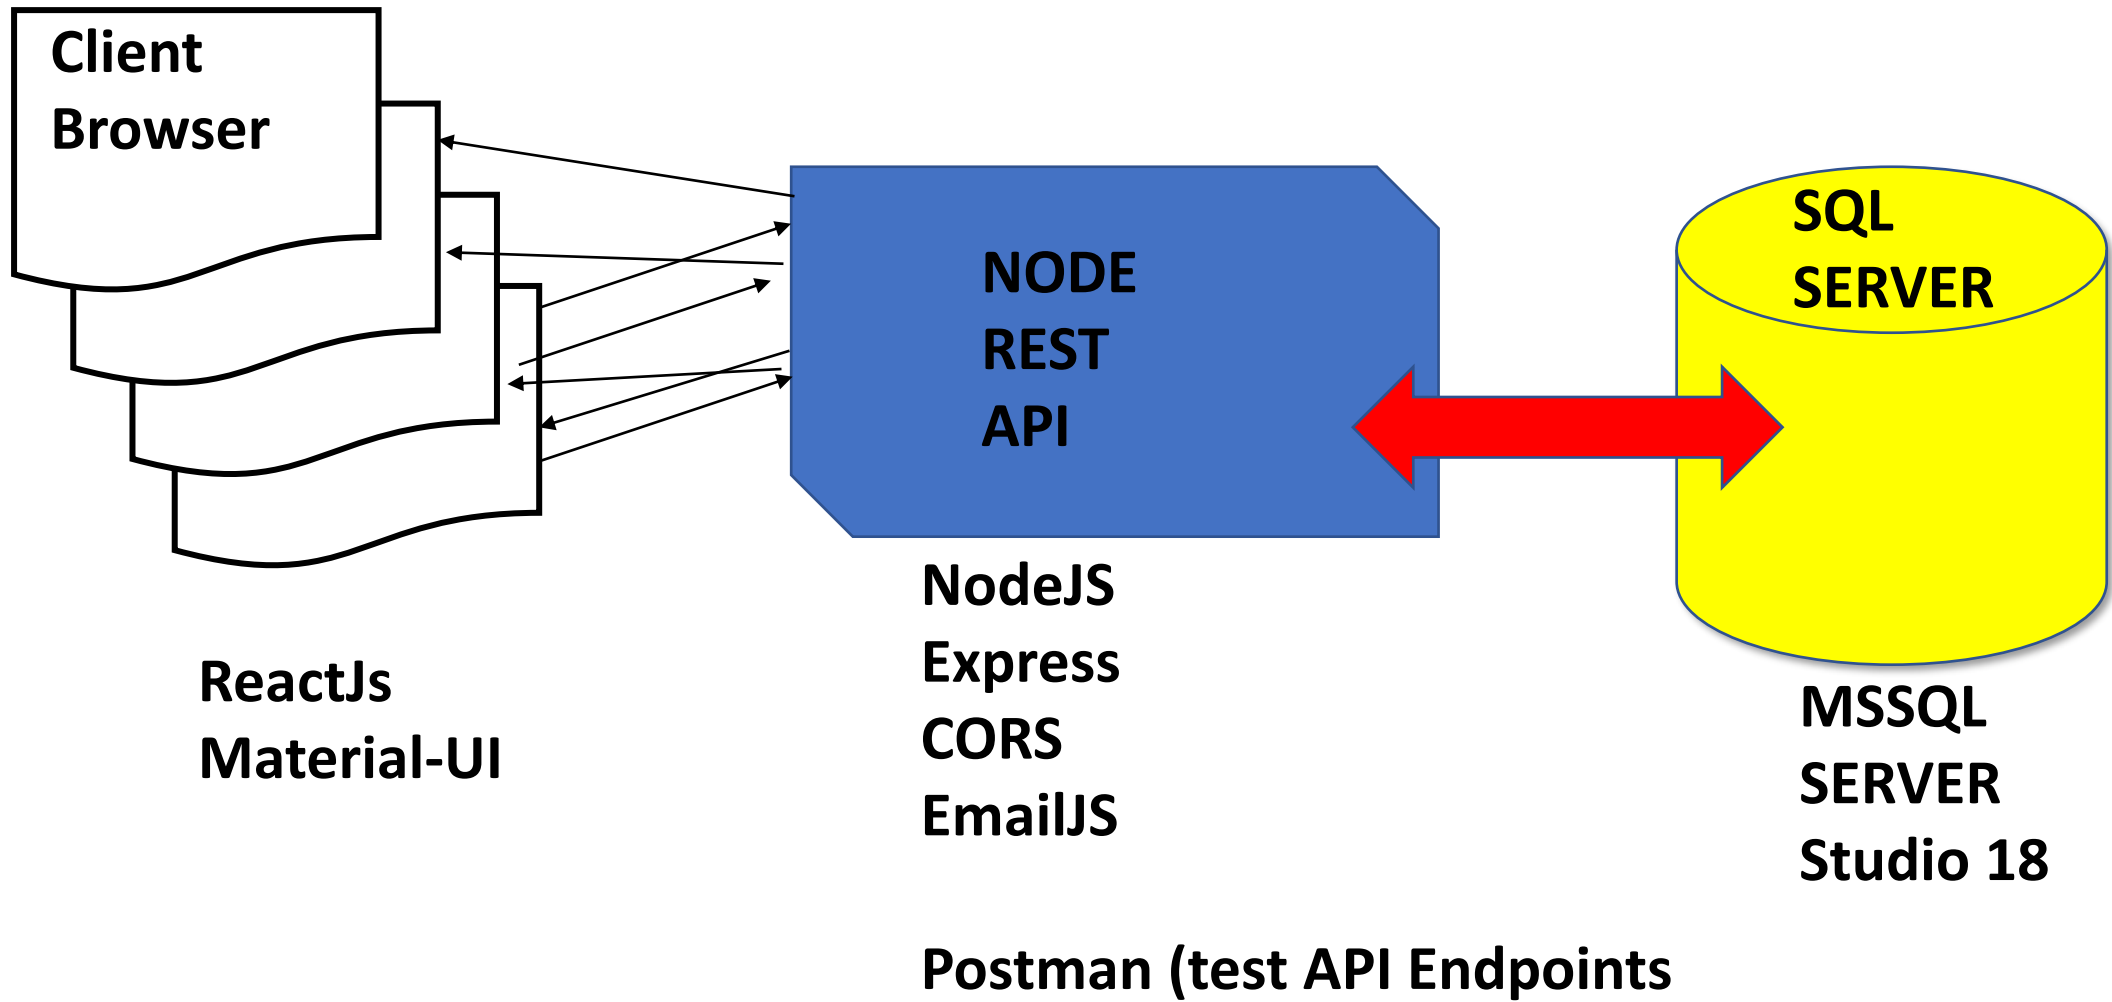 Client
Browser
NODE
REST
API
SQL
SERVER
ReactJs
Material-UI
NodeJS
Express
CORS
EmailJS
Postman (test API Endpoints
MSSQL
SERVER
Studio 18